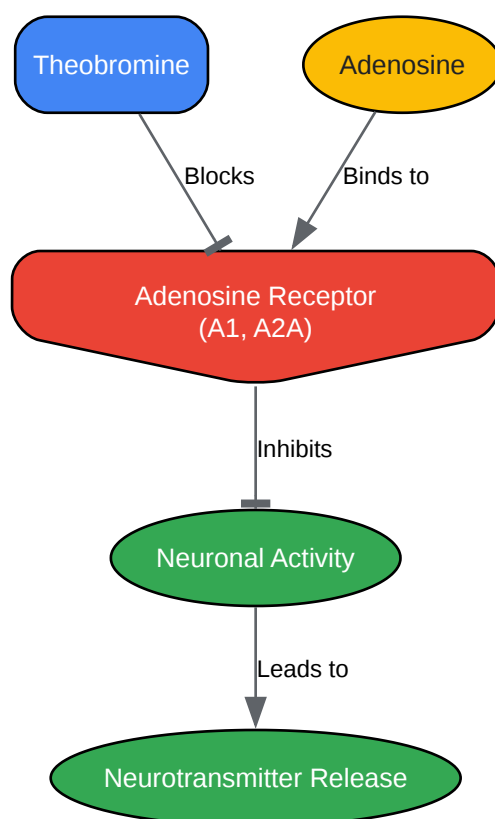 Theobromine
Adenosine
Blocks
Binds to
Adenosine Receptor
(A1, A2A)
Inhibits
Neuronal Activity
Leads to
Neurotransmitter Release